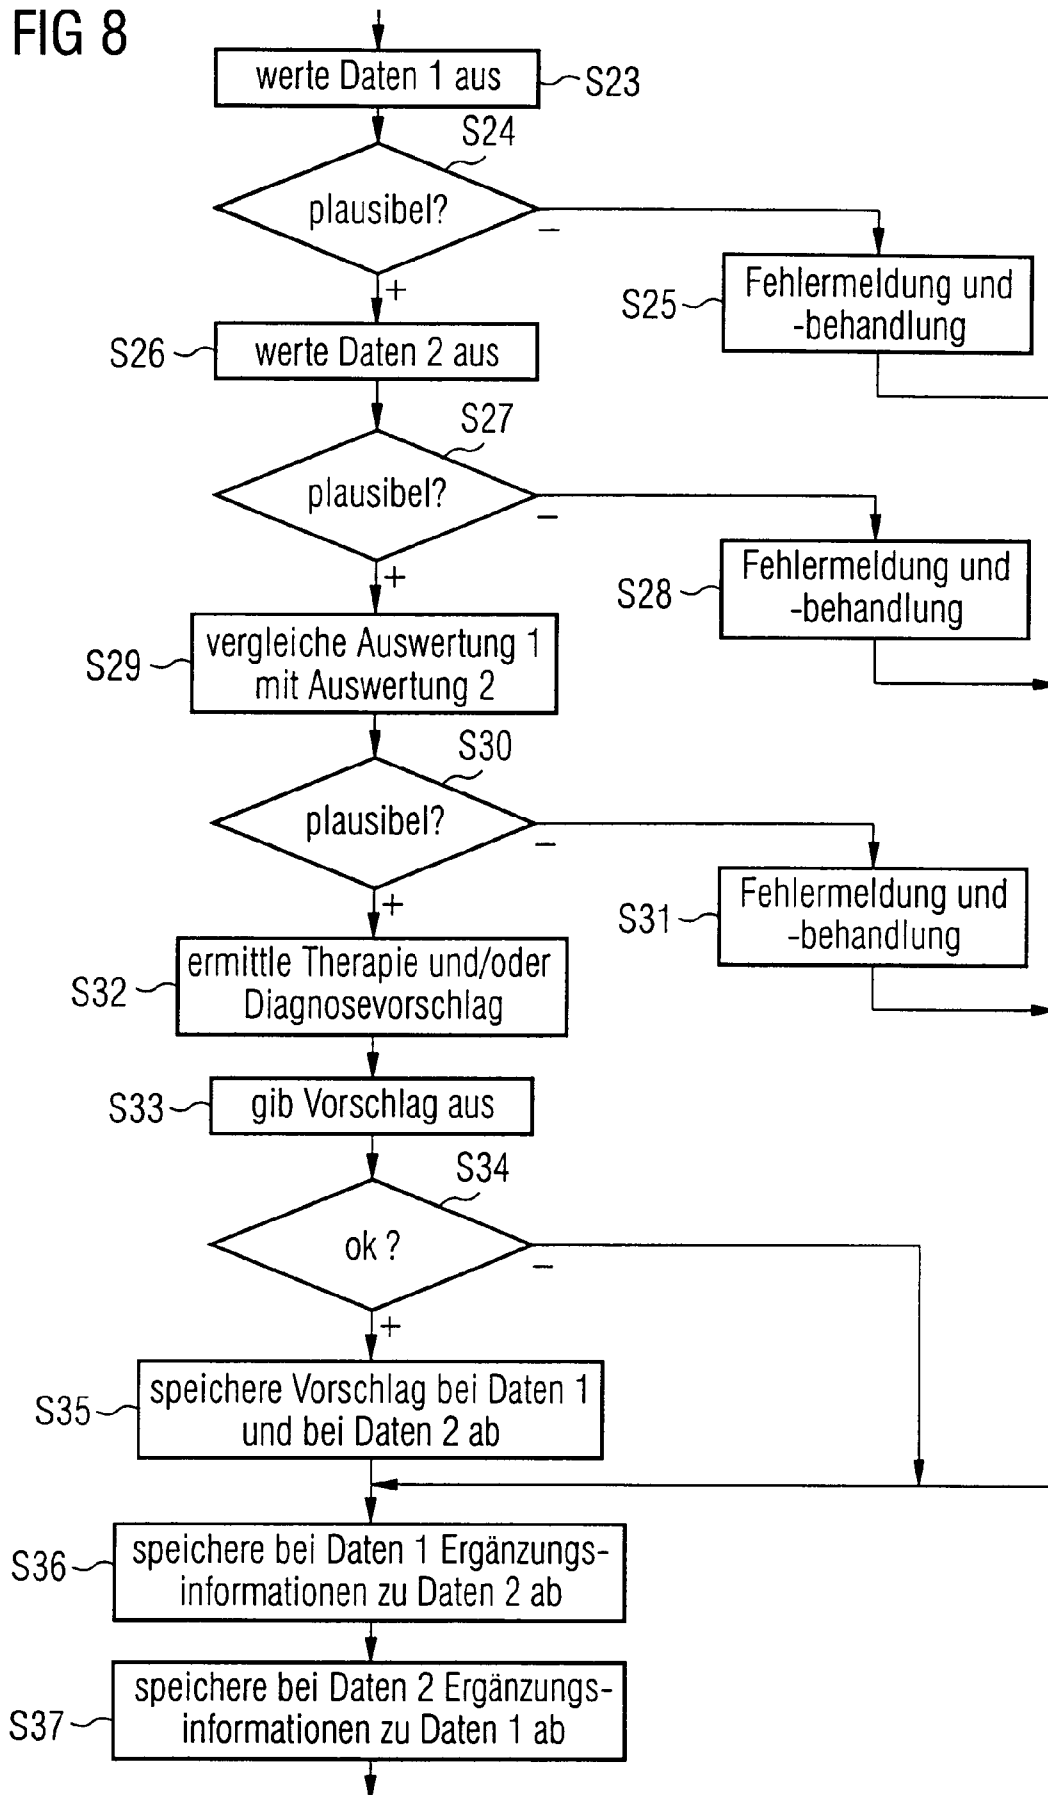 FIG 8
werte Daten 1 aus
S23
S24
plausibel?
–
+
Fehlermeldung und
-behandlung
S25
S26
werte Daten 2 aus
S27
plausibel?
–
+
Fehlermeldung und
-behandlung
S28
S29
vergleiche Auswertung 1
mit Auswertung 2
S30
plausibel?
–
+
Fehlermeldung und
-behandlung
S31
S32
ermittle Therapie und/oder
Diagnosevorschlag
S33
gib Vorschlag aus
S34
ok ?
–
+
S35
speichere Vorschlag bei Daten 1
und bei Daten 2 ab
S36
speichere bei Daten 1 Ergänzungs-
informationen zu Daten 2 ab
S37
speichere bei Daten 2 Ergänzungs-
informationen zu Daten 1 ab